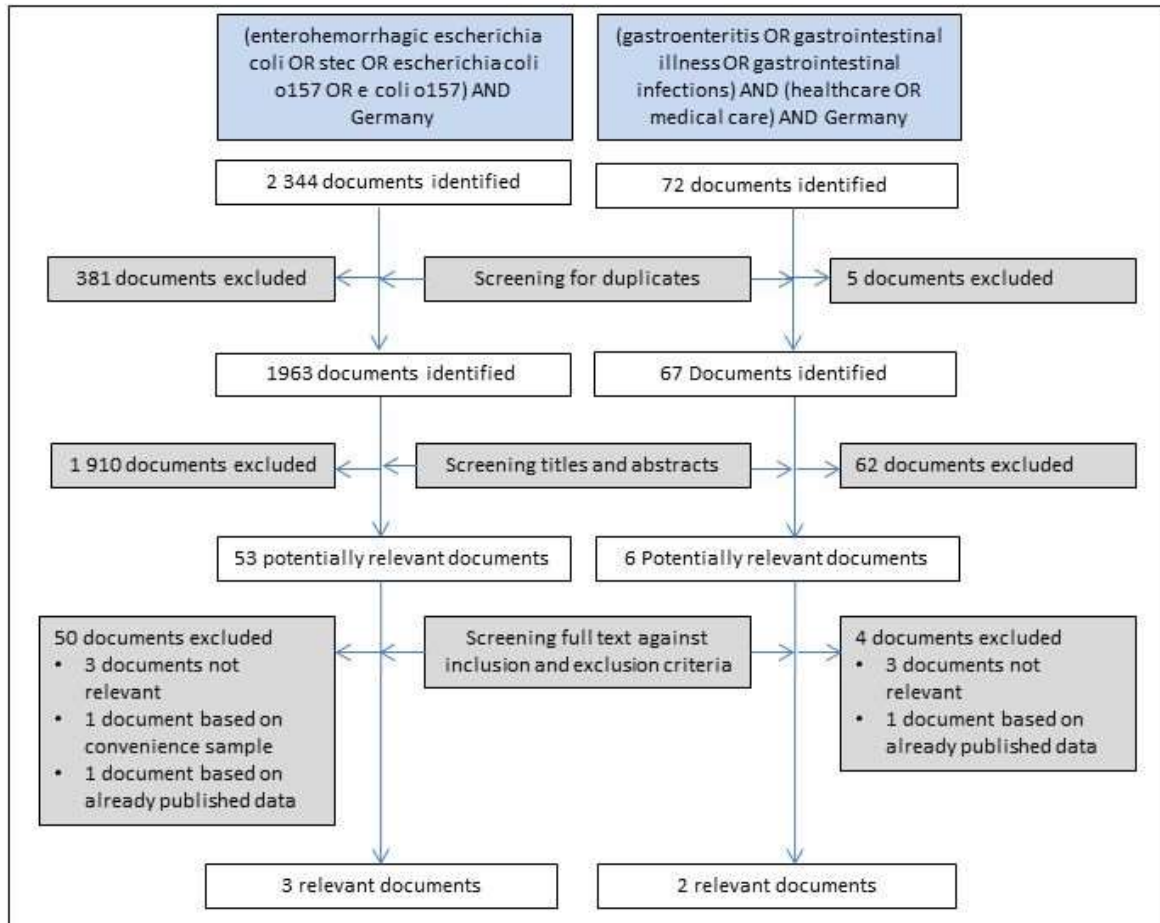 (enterohemorrhagic escherichia
coli OR stec OR escherichia coli
o157 OR e coli o157) AND
Germany
(gastroenteritis OR gastrointestinal
illness OR gastrointestinal
infections) AND (healthcare OR
medical care) AND Germany
2 344 documents identified
72 documents identified
381 documents excluded
Screening for duplicates
5 documents excluded
1963 documents identified
67 Documents identified
1 910 documents excluded
Screening titles and abstracts
62 documents excluded
53 potentially relevant documents
6 Potentially relevant documents
50 documents excluded
• 3 documents not
relevant
• 1 document based on
convenience sample
• 1 document based on
already published data
Screening full text against
inclusion and exclusion criteria
4 documents excluded
• 3 documents not
relevant
• 1 document based on
already published data
3 relevant documents
2 relevant documents